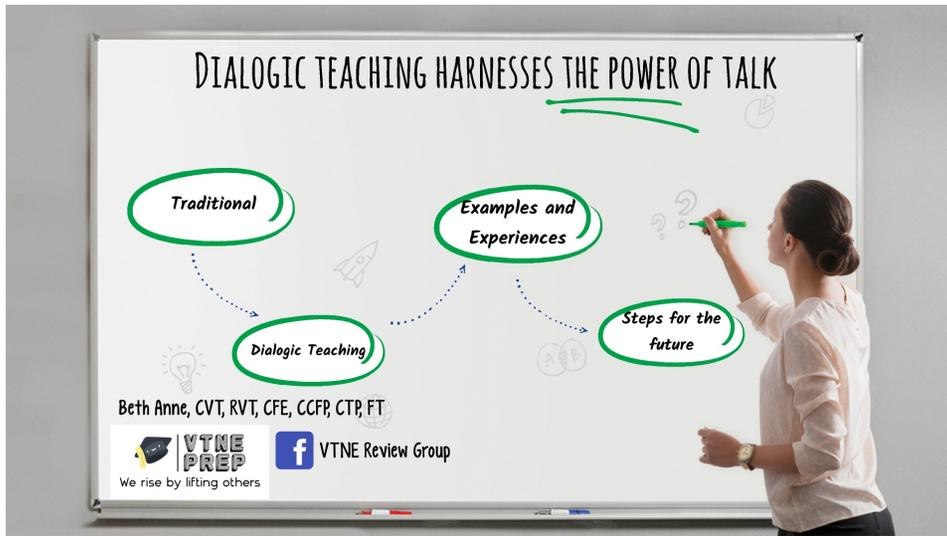 Dialogic teaching harnesses the power of talk
Traditional
Examples and
Experiences
? ?
Steps for the
future
Dialogic Teaching
A B
Beth Anne, CVT, RVT, CFE, CCFP, CTP, FT
VTNE
PREP
We rise by lifting others
f
VTNE Review Group